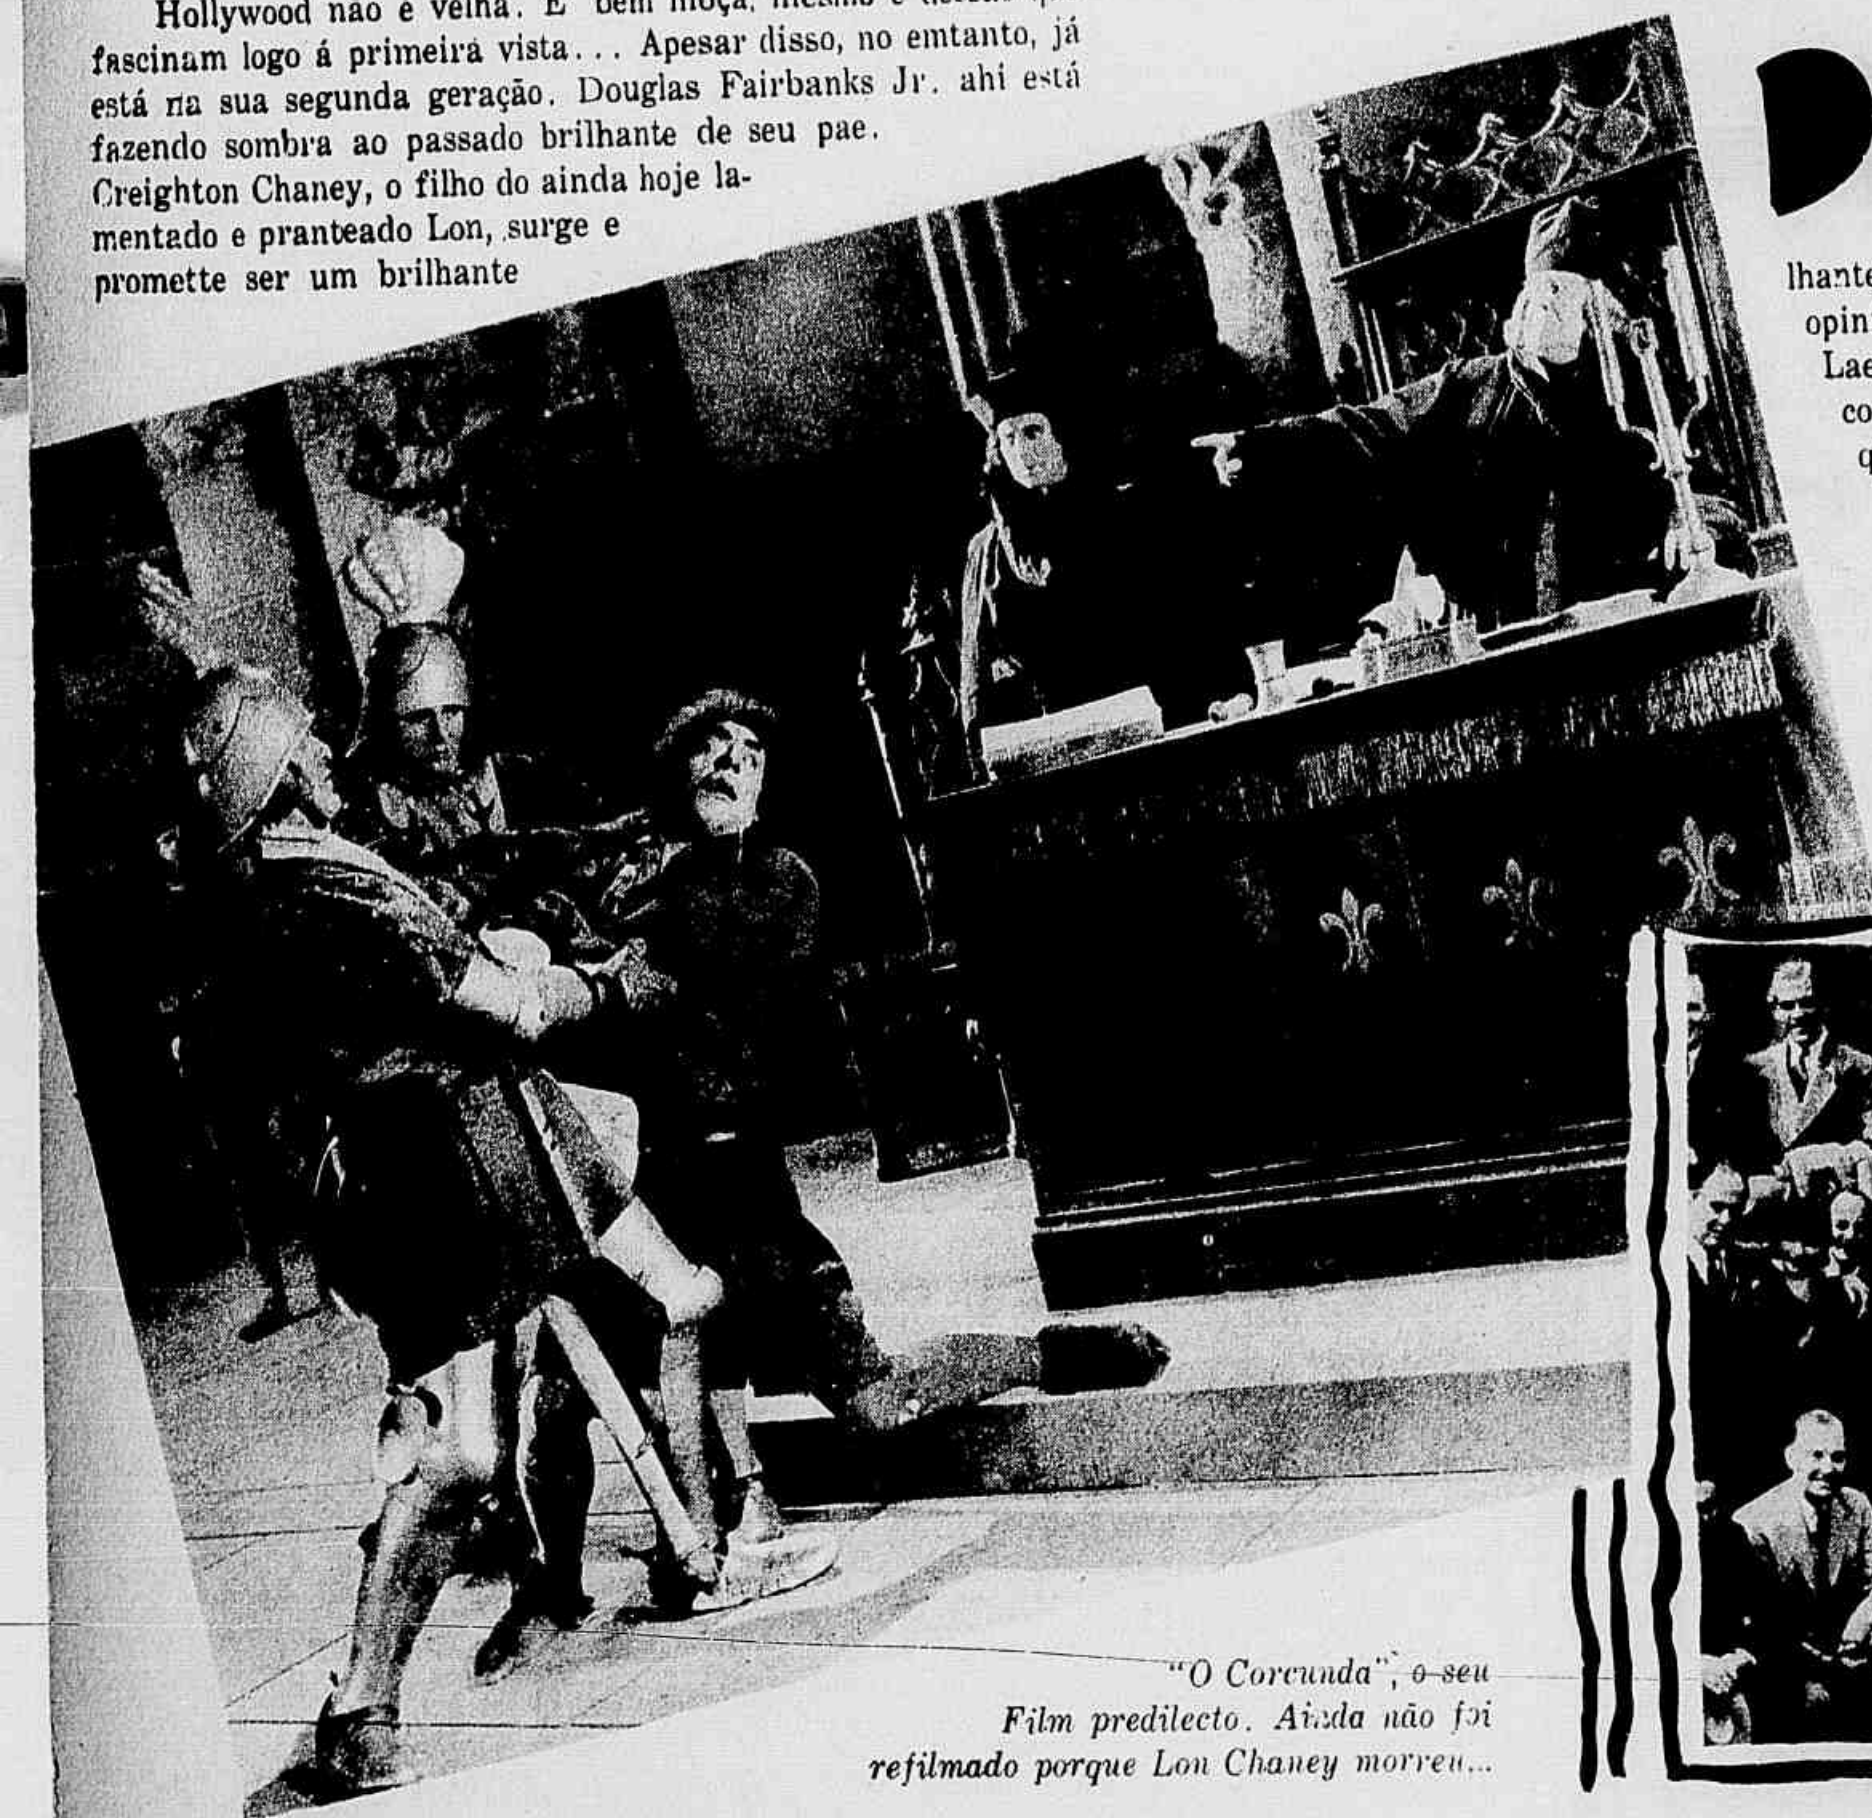 Hollywood não é velha. É bem moça,
fascinam logo á primeira vista... Apesar disso, no emtanto, já
está na sua segunda geração. Douglas Fairbanks Jr. ahi está
fazendo sombra ao passado brilhante de seu pae.
Creighton Chaney, o filho do ainda hoje la-
mentado e pranteado Lon, surge e
promette ser um brilhante
lhante
opin
Lae
co
q
"O Corcunda", o seu
Film predilecto. Ainda não foi
refilmado porque Lon Chaney morreu...